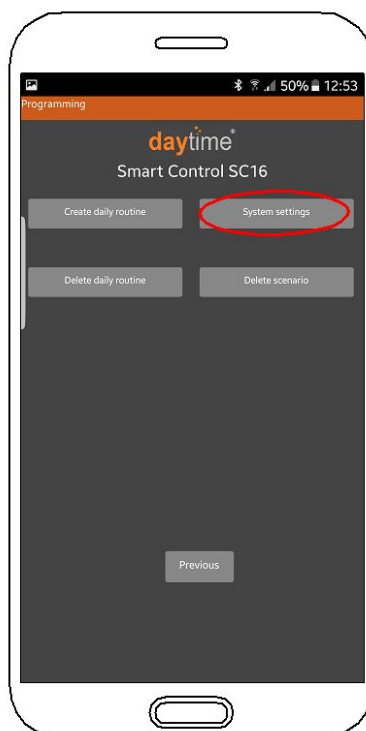 50% 12:53
Programming
daytime®
Smart Control SC16
Create daily routine
System settings
Delete daily routine
Delete scenario
Previous